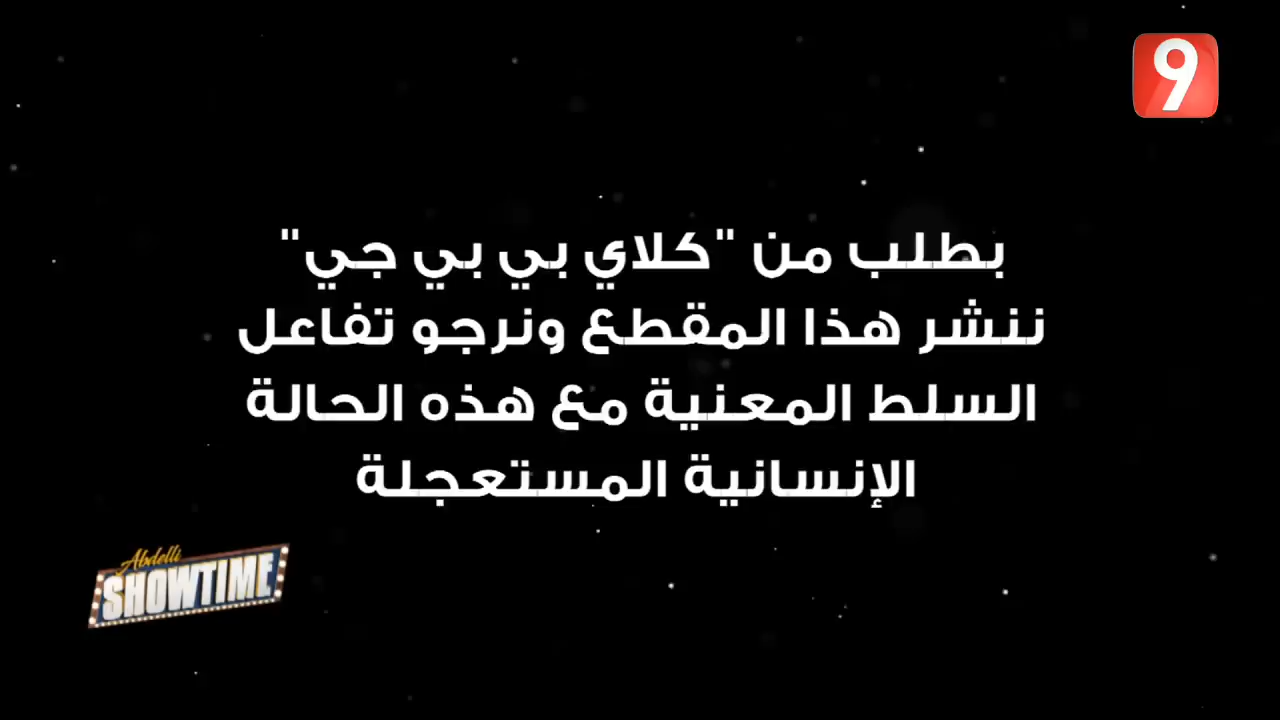 9
بطلب من "كلاي بي بي جي"
ننشر هذا المقطع ونرجو تفاعل
السلط المعنية مع هذه الحالة
الإنسانية المستعجلة
Abdelli
SHOWTIME